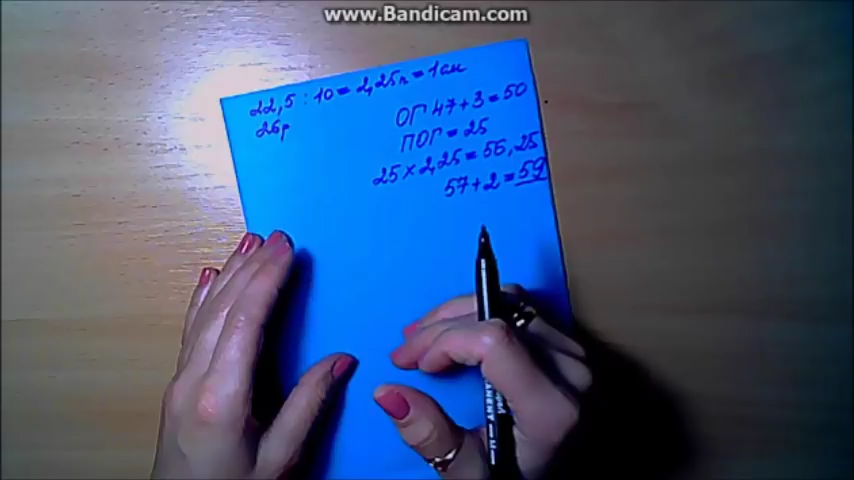 www.Bandicam.com
22,5 : 10 = 2,25п = 1см
26р
ОГ 47+3=50
ПОГ = 25
25 × 2,25 = 56,25
57+2=59